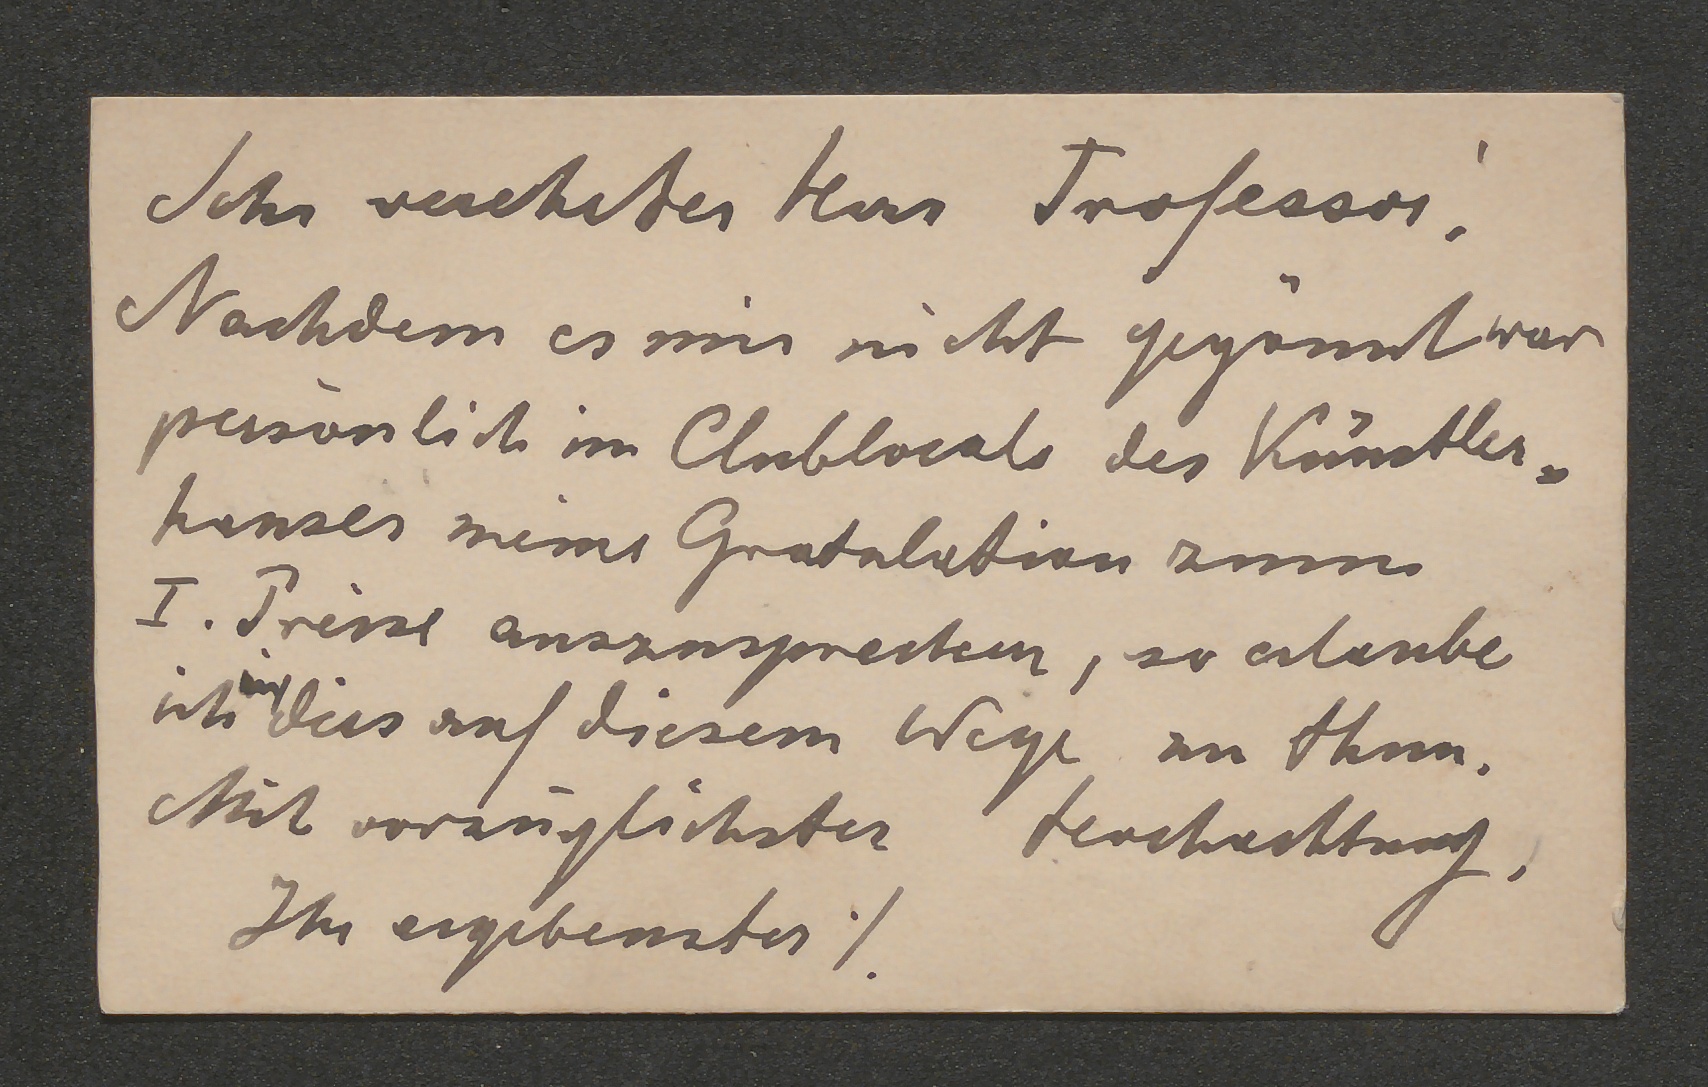 Sehr verehrter Herr Professor!
Nachdem es mir nicht gegönnt war
persönlich im Clublocale des Künstler„
hauses meine Gratulation zum
I. Preise auszusprechen, so erlaube
ich mir dies auf diesem Wege zu thun.
Mit vorzüglichster Hochachtung,
Ihr ergebenster ./.